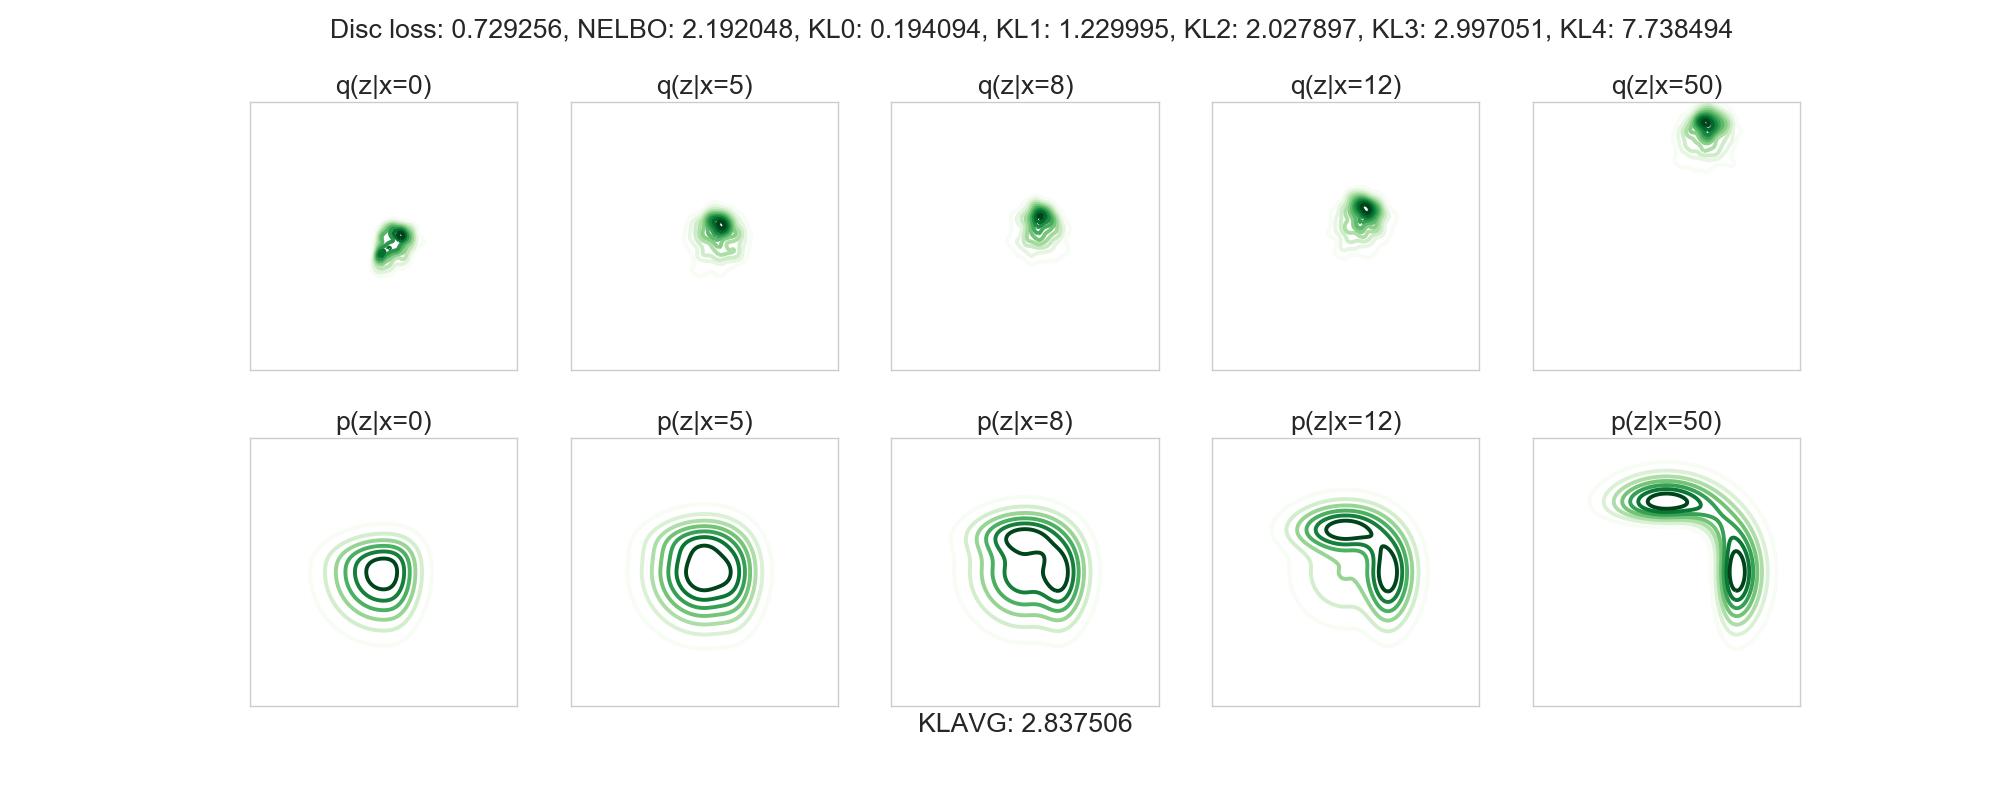 Disc loss: 0.729256, NELBO: 2.192048, KL0: 0.194094, KL1: 1.229995, KL2: 2.027897, KL3: 2.997051, KL4: 7.738494
q(z|x=0) q(z|x=5) q(z|x=8) q(z|x=12) q(z|x=50)
p(z|x=0) p(z|x=5) p(z|x=8) p(z|x=12) p(z|x=50)
KLAVG: 2.837506